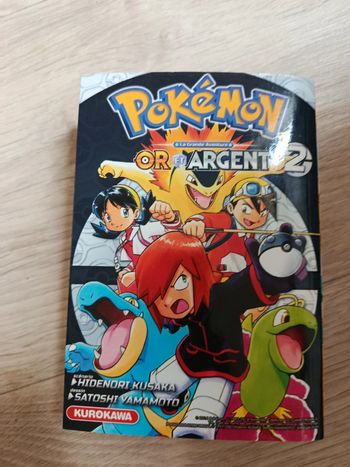 POKÉMON
La Grande Aventure
OR ET ARGENT 2
scénario
HIDENORI KUSAKA
dessin
SATOSHI YAMAMOTO
KUROKAWA